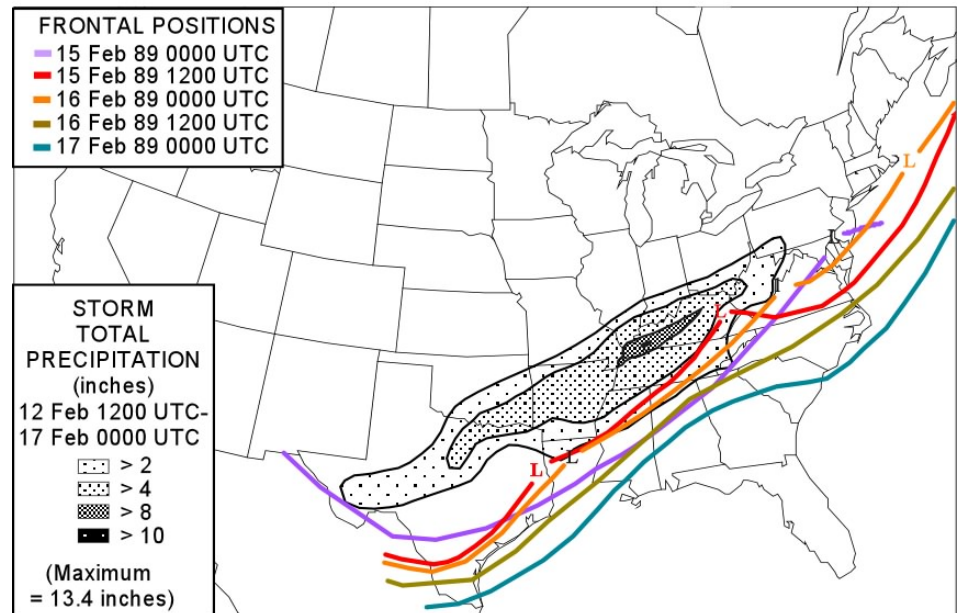 FRONTAL POSITIONS
15 Feb 89 0000 UTC
15 Feb 89 1200 UTC
16 Feb 89 0000 UTC
16 Feb 89 1200 UTC
17 Feb 89 0000 UTC
L
L
L
L
L
STORM
TOTAL
PRECIPITATION
(inches)
12 Feb 1200 UTC-
17 Feb 0000 UTC
> 2
> 4
> 8
> 10
(Maximum
= 13.4 inches)